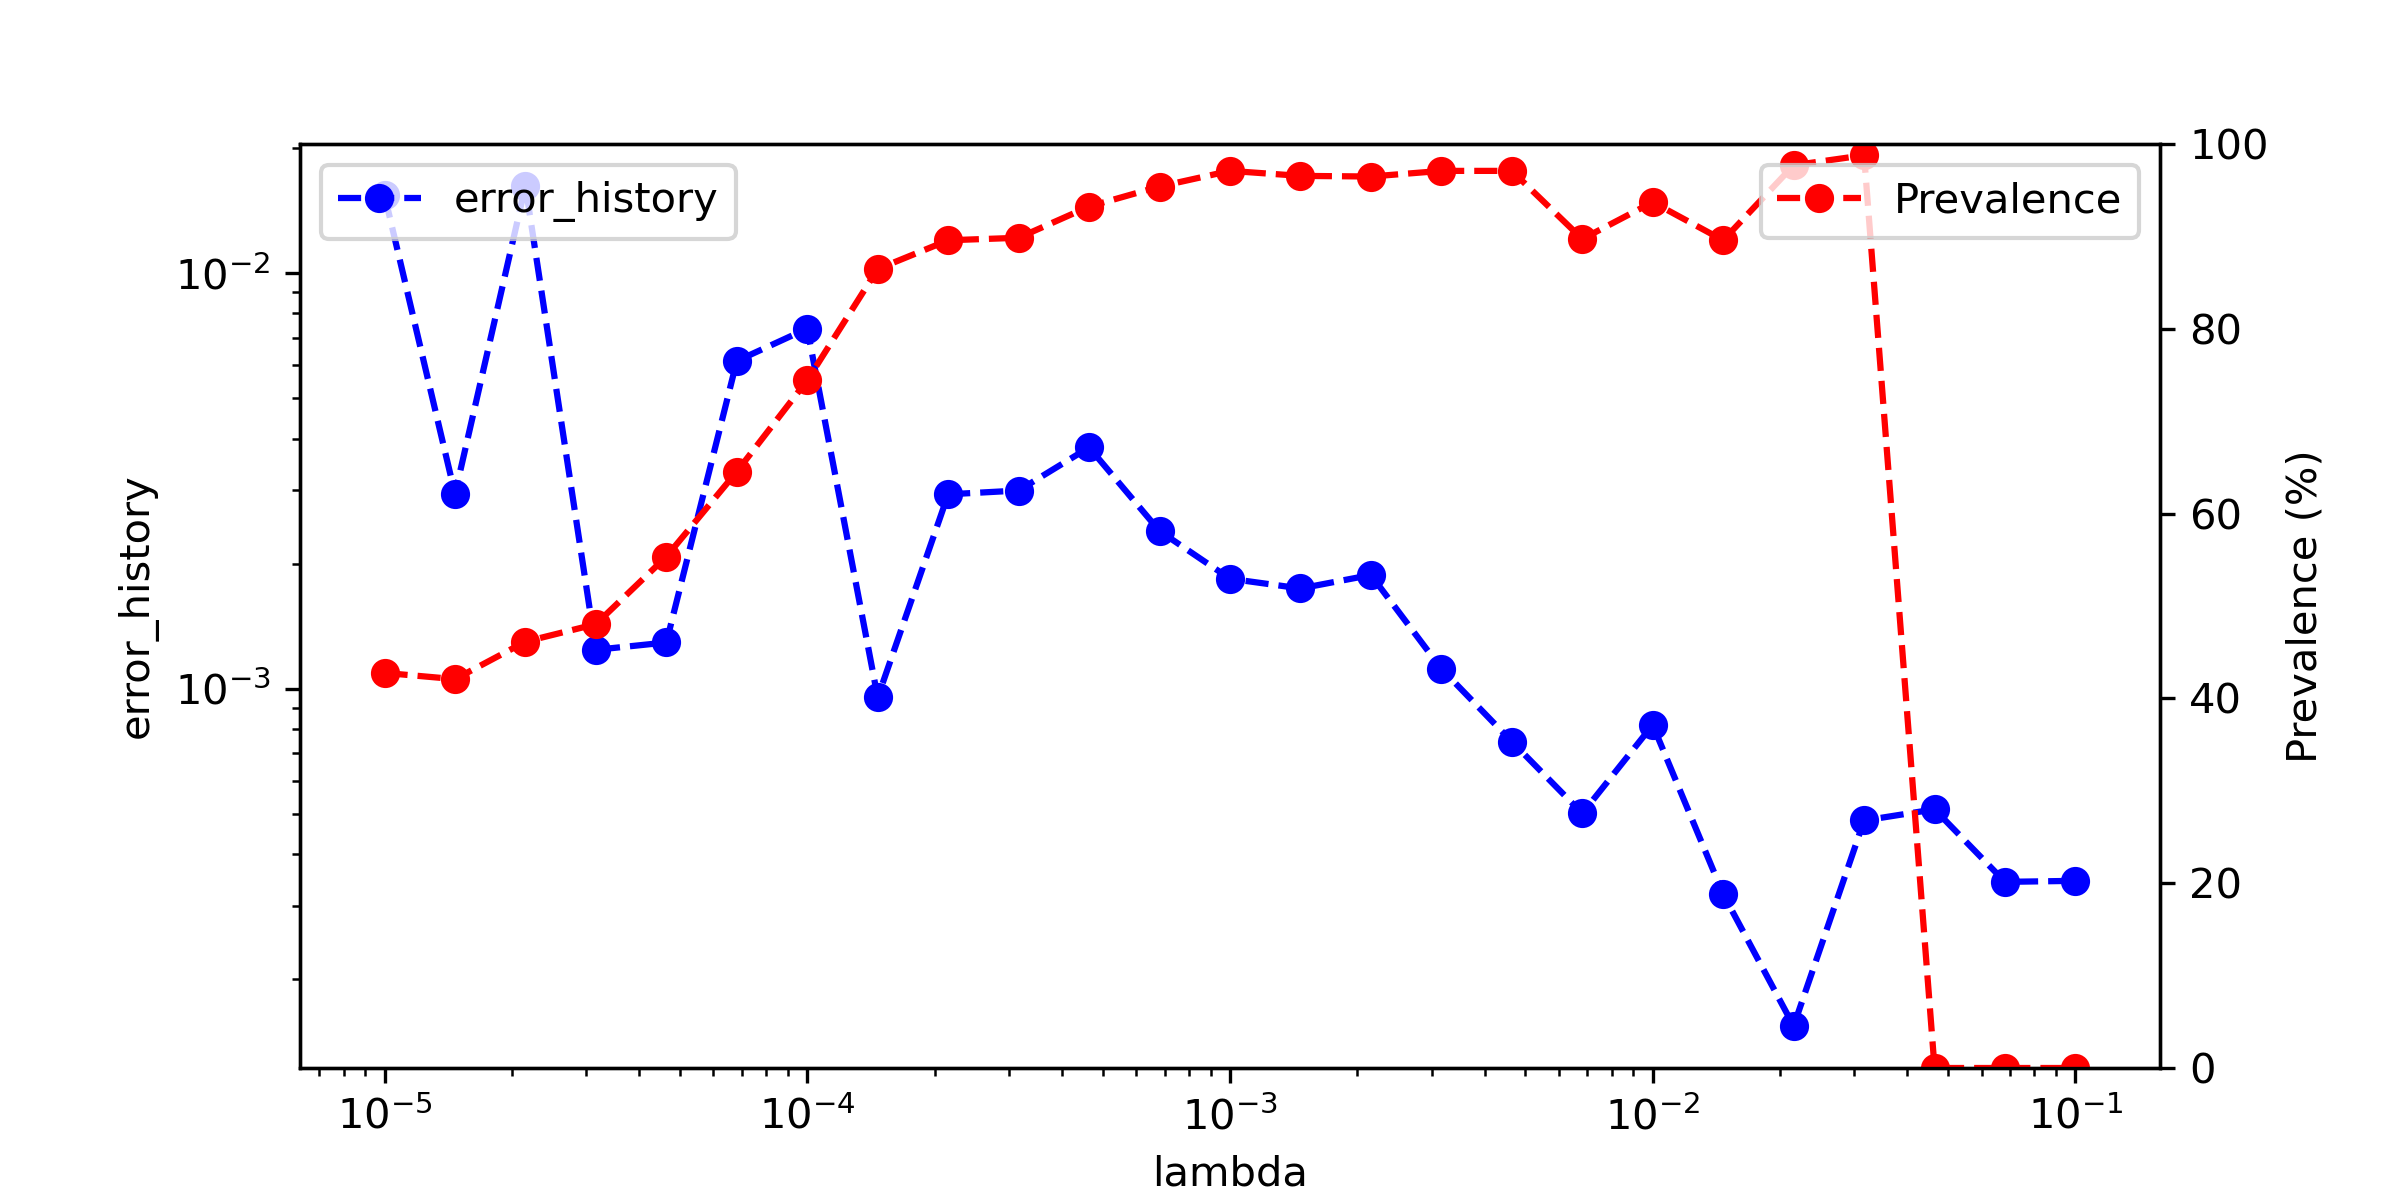 error_history
Prevalence
10⁻²
10⁻³
error_history
100
80
60
40
20
0
Prevalence (%)
10⁻⁵ 10⁻⁴ 10⁻³ 10⁻² 10⁻¹
lambda